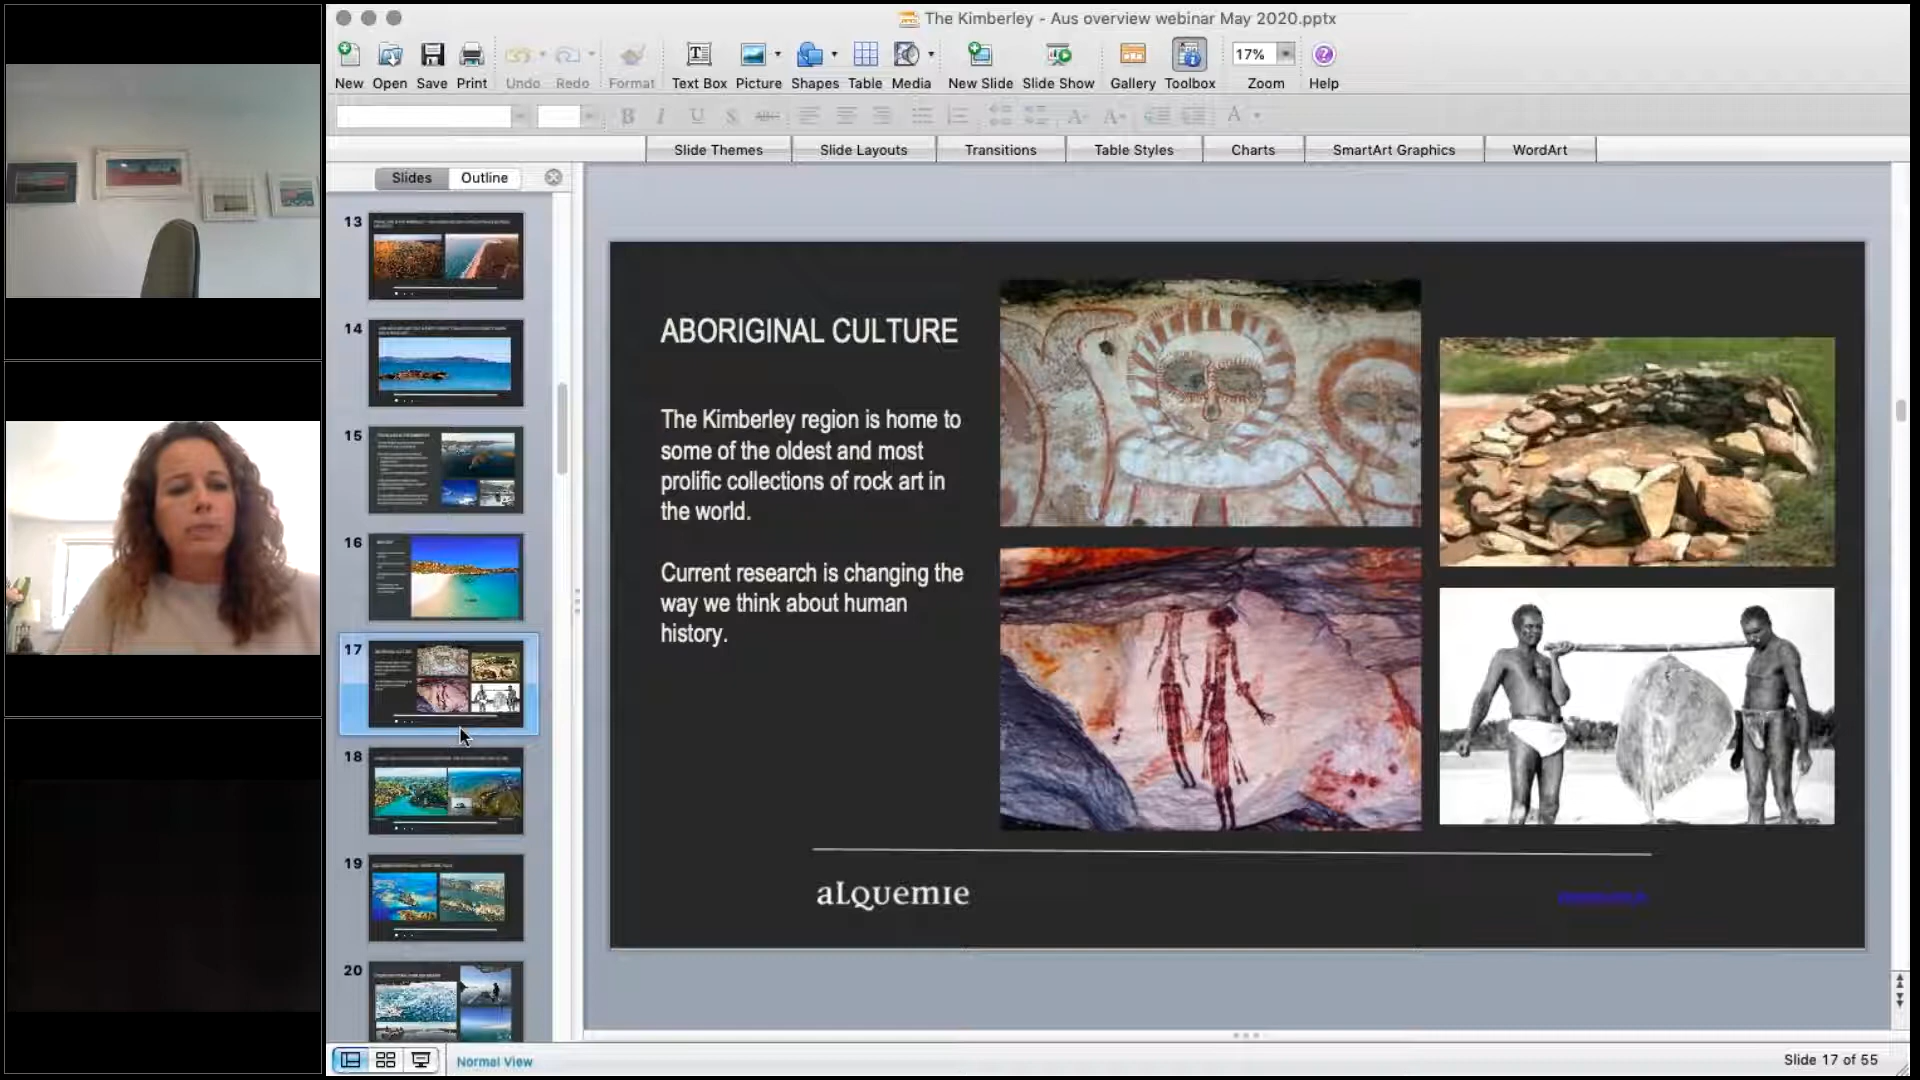 The Kimberley - Aus overview webinar May 2020.pptx
New Open Save Print Undo Redo Format Text Box Picture Shapes Table Media New Slide Slide Show Gallery Toolbox Zoom Help
17%
B I U S ABC A A A
Slide Themes Slide Layouts Transitions Table Styles Charts SmartArt Graphics WordArt
Slides Outline
13
14
15
16
17
18
19
20
ABORIGINAL CULTURE
The Kimberley region is home to
some of the oldest and most
prolific collections of rock art in
the world.
Current research is changing the
way we think about human
history.
aLQuemie
Normal View
Slide 17 of 55